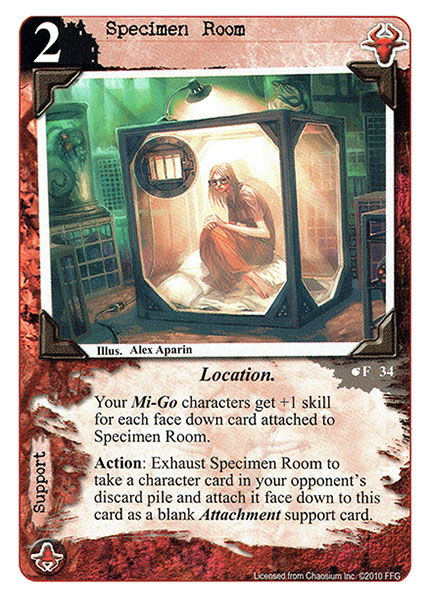 2
Specimen Room
Illus. Alex Aparin
F 34
Location.
Your Mi-Go characters get +1 skill
for each face down card attached to
Specimen Room.
Action: Exhaust Specimen Room to
take a character card in your opponent's
discard pile and attach it face down to this
card as a blank Attachment support card.
Support
Licensed from Chaosium Inc. ©2010 FFG